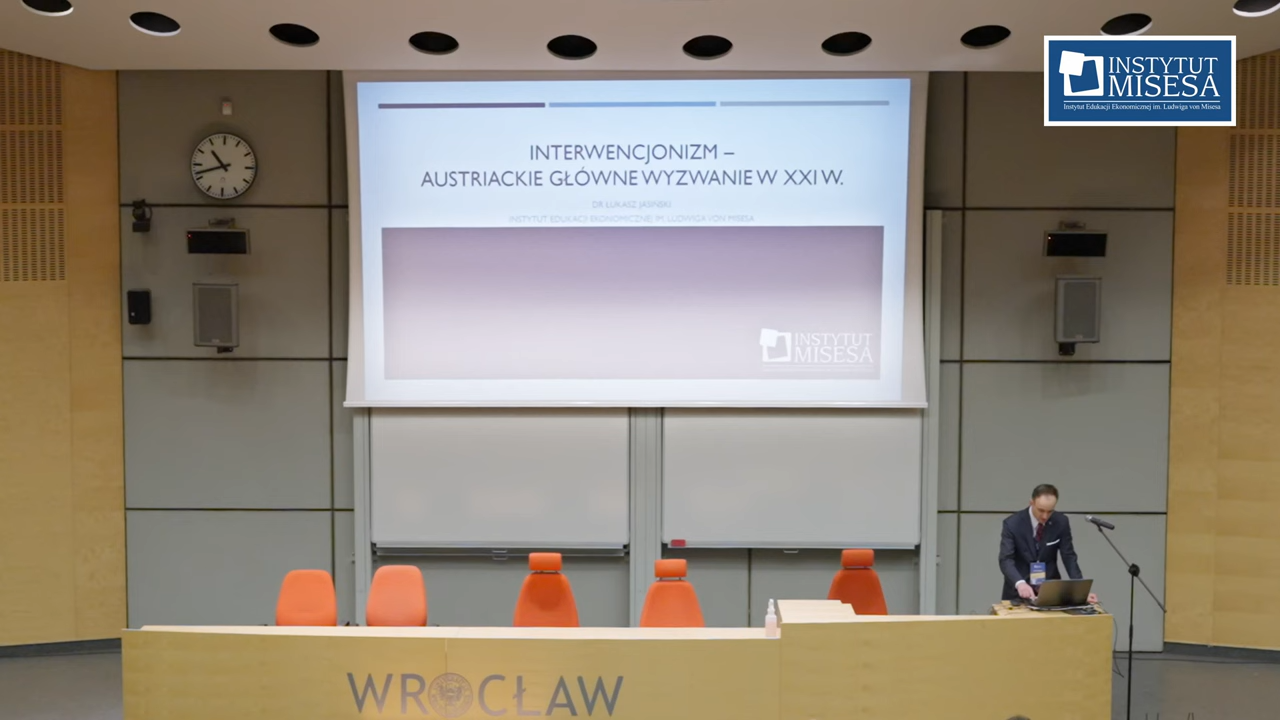 INSTYTUT
MISESA
Instytut Edukacji Ekonomicznej im. Ludwiga von Misesa
INTERWENCJONIZM –
AUSTRIACKIE GŁÓWNE WYZWANIE W XXI W.
DR ŁUKASZ JASIŃSKI
INSTYTUT EDUKACJI EKONOMICZNEJ IM. LUDWIGA VON MISESA
INSTYTUT
MISESA
WROCŁAW